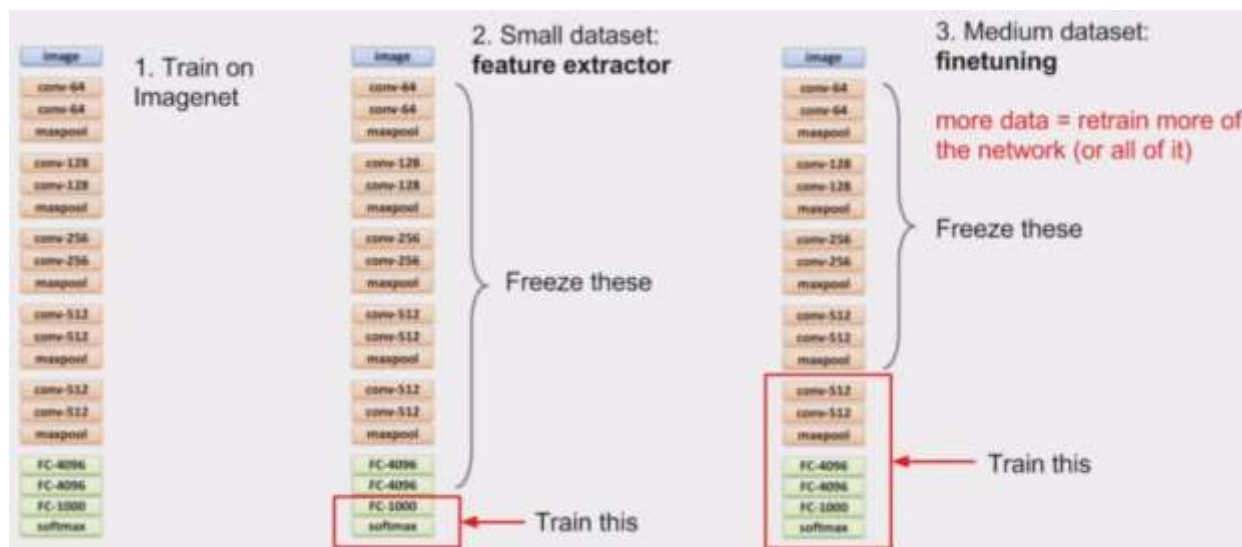 image
conv-64
conv-64
maxpool
conv-128
conv-128
maxpool
conv-256
conv-256
maxpool
conv-512
conv-512
maxpool
conv-512
conv-512
maxpool
FC-4096
FC-4096
FC-1000
softmax
1. Train on
Imagenet
image
conv-64
conv-64
maxpool
conv-128
conv-128
maxpool
conv-256
conv-256
maxpool
conv-512
conv-512
maxpool
conv-512
conv-512
maxpool
FC-4096
FC-4096
FC-1000
softmax
2. Small dataset:
feature extractor
Freeze these
Train this
image
conv-64
conv-64
maxpool
conv-128
conv-128
maxpool
conv-256
conv-256
maxpool
conv-512
conv-512
maxpool
conv-512
conv-512
maxpool
FC-4096
FC-4096
FC-1000
softmax
3. Medium dataset:
finetuning
more data = retrain more of
the network (or all of it)
Freeze these
Train this